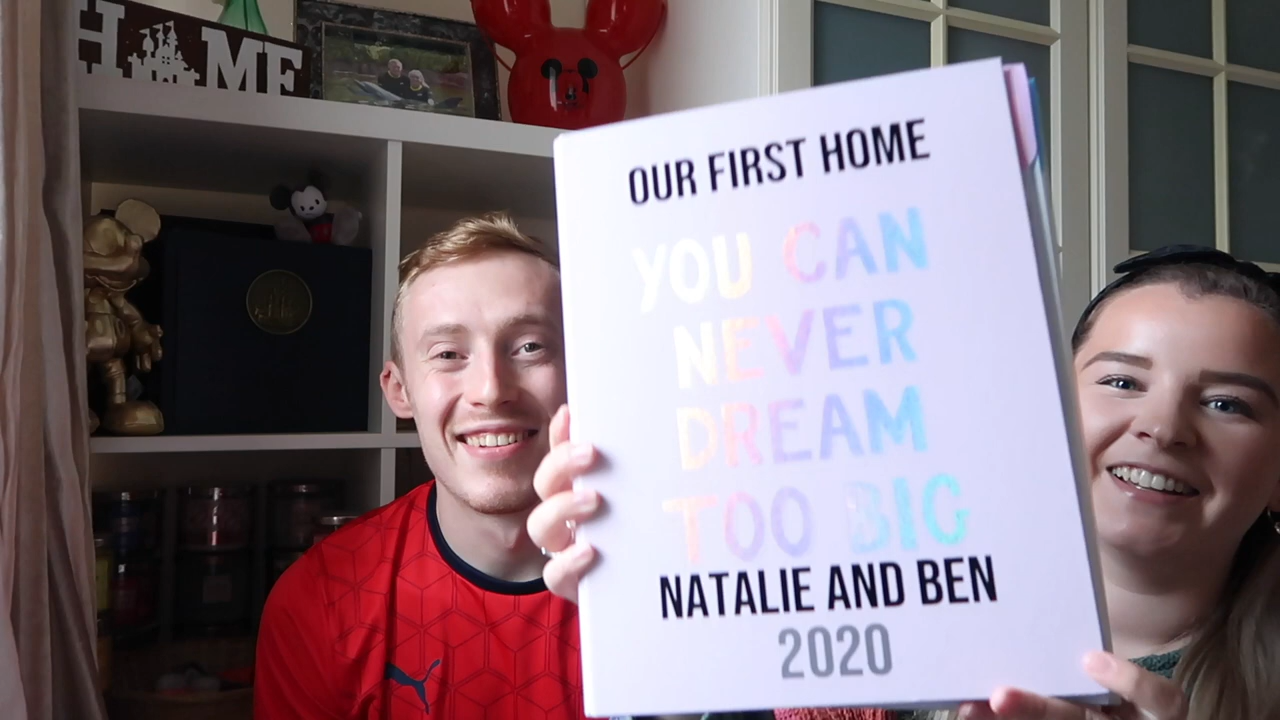 HOME
OUR FIRST HOME
YOU CAN
NEVER
DREAM
TOO BIG
NATALIE AND BEN
2020